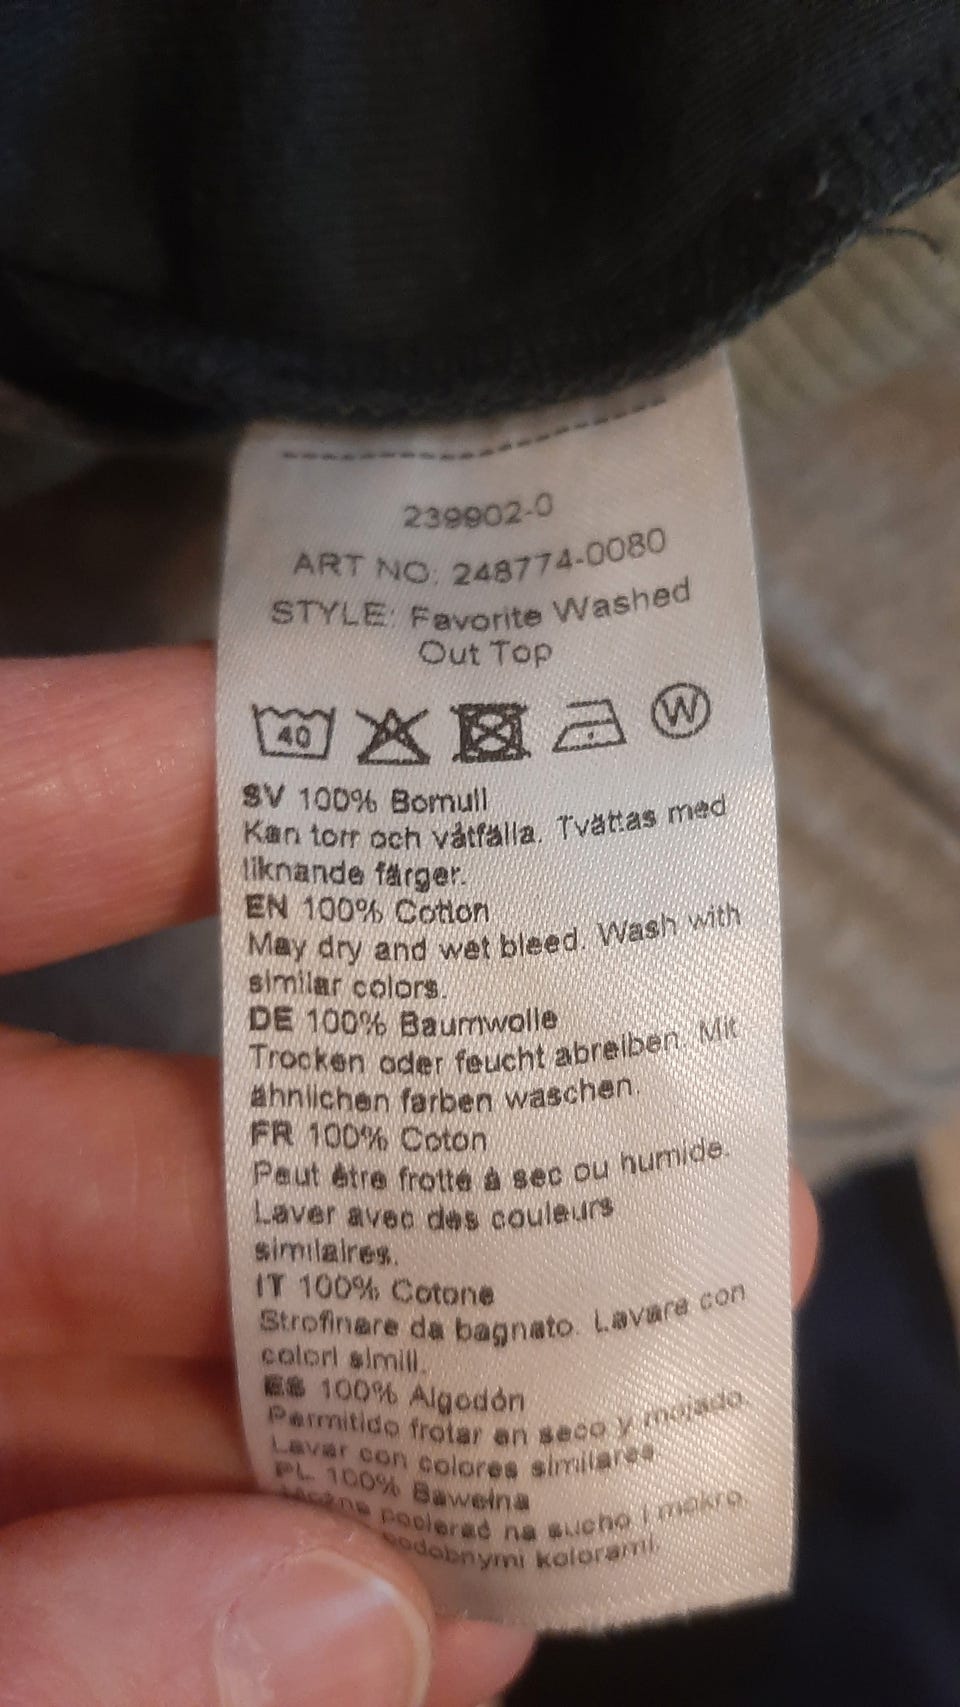 239902-0
ART NO: 248774-0080
STYLE: Favorite Washed
Out Top
40
W
SV 100% Bomull
Kan torr och våtfälla. Tvättas med
liknande färger.
EN 100% Cotton
May dry and wet bleed. Wash with
similar colors.
DE 100% Baumwolle
Trocken oder feucht abreiben. Mit
ähnlichen farben waschen.
FR 100% Coton
Peut être frotté à sec ou humide.
Laver avec des couleurs
similaires.
IT 100% Cotone
Strofinare da bagnato. Lavare con
colori simili.
ES 100% Algodón
Permitido frotar en seco y mojado.
Lavar con colores similares.
PL 100% Bawełna
Można pocierać na sucho i mokro.
podobnymi kolorami.